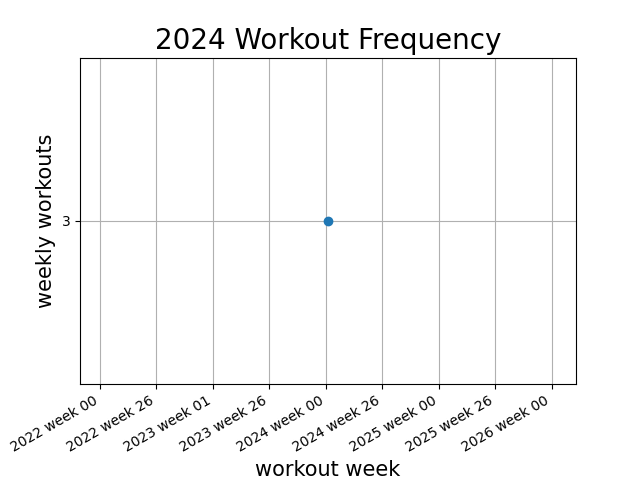 2024 Workout Frequency
weekly workouts
3
2022 week 00
2022 week 26
2023 week 01
2023 week 26
2024 week 00
2024 week 26
2025 week 00
2025 week 26
2026 week 00
workout week